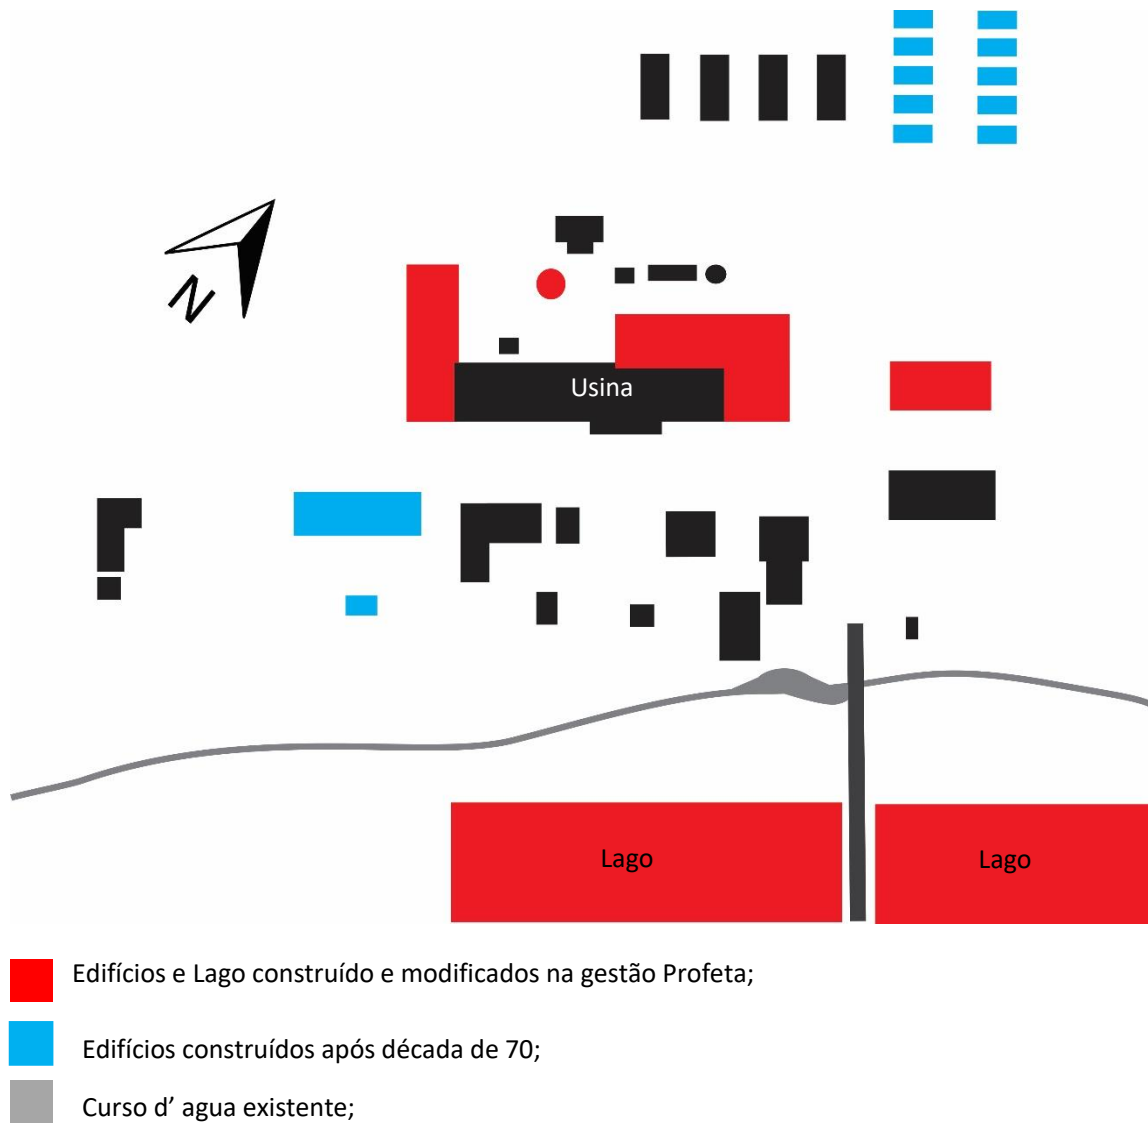 N
Usina
Lago
Lago
Edifícios e Lago construído e modificados na gestão Profeta;
Edifícios construídos após década de 70;
Curso d’ agua existente;